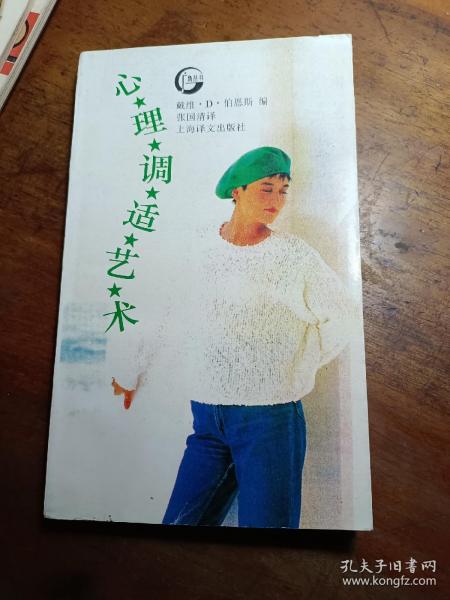 心★理★调★适★艺★术
戴维·D·伯恩斯 编
张国清译
上海译文出版社
孔夫子旧书网
www.kongfz.com